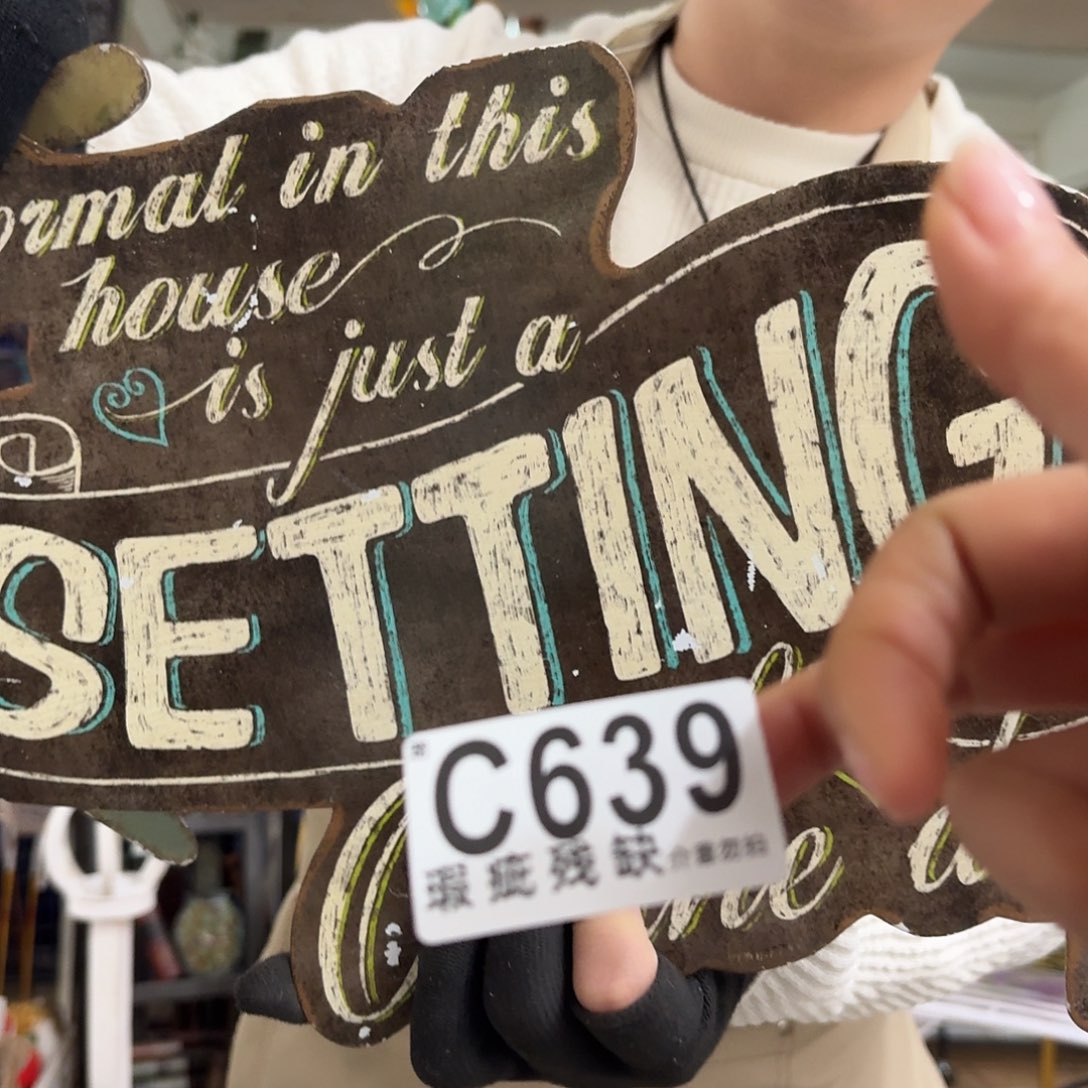 ormal in this
house
is just a
SETTING
C639
瑕疵残缺